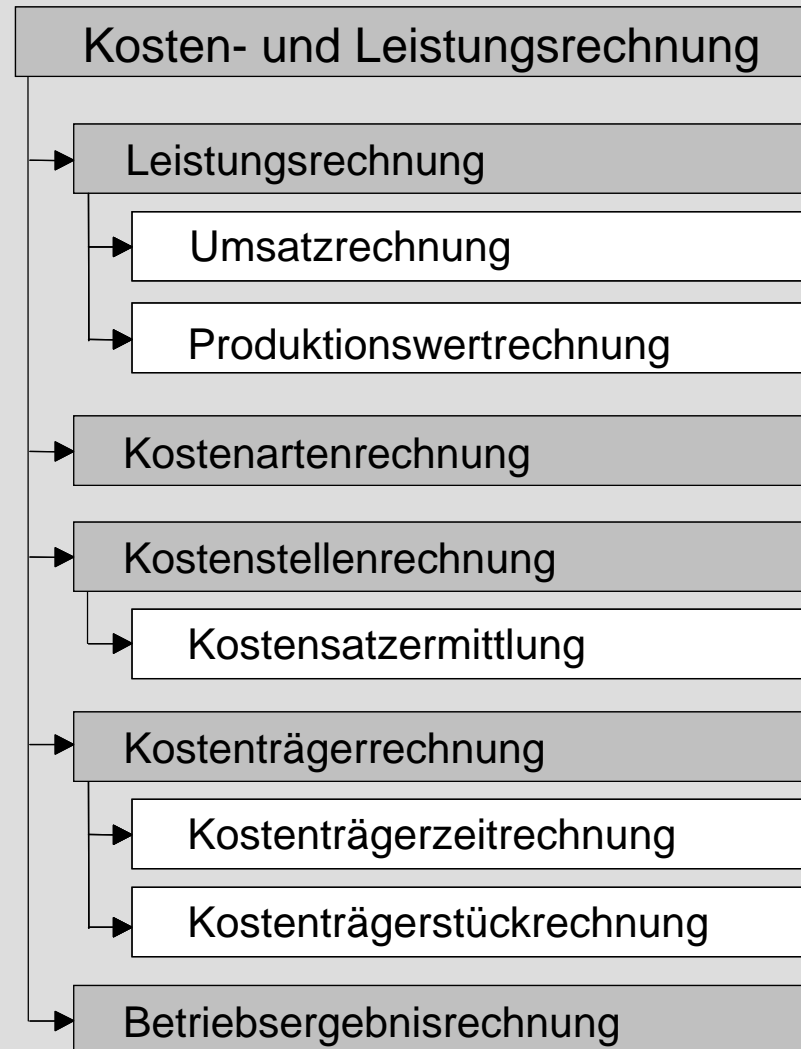 Kosten- und Leistungsrechnung
Leistungsrechnung
Umsatzrechnung
Produktionswertrechnung
Kostenartenrechnung
Kostenstellenrechnung
Kostensatzermittlung
Kostenträgerrechnung
Kostenträgerzeitrechnung
Kostenträgerstückrechnung
Betriebsergebnisrechnung